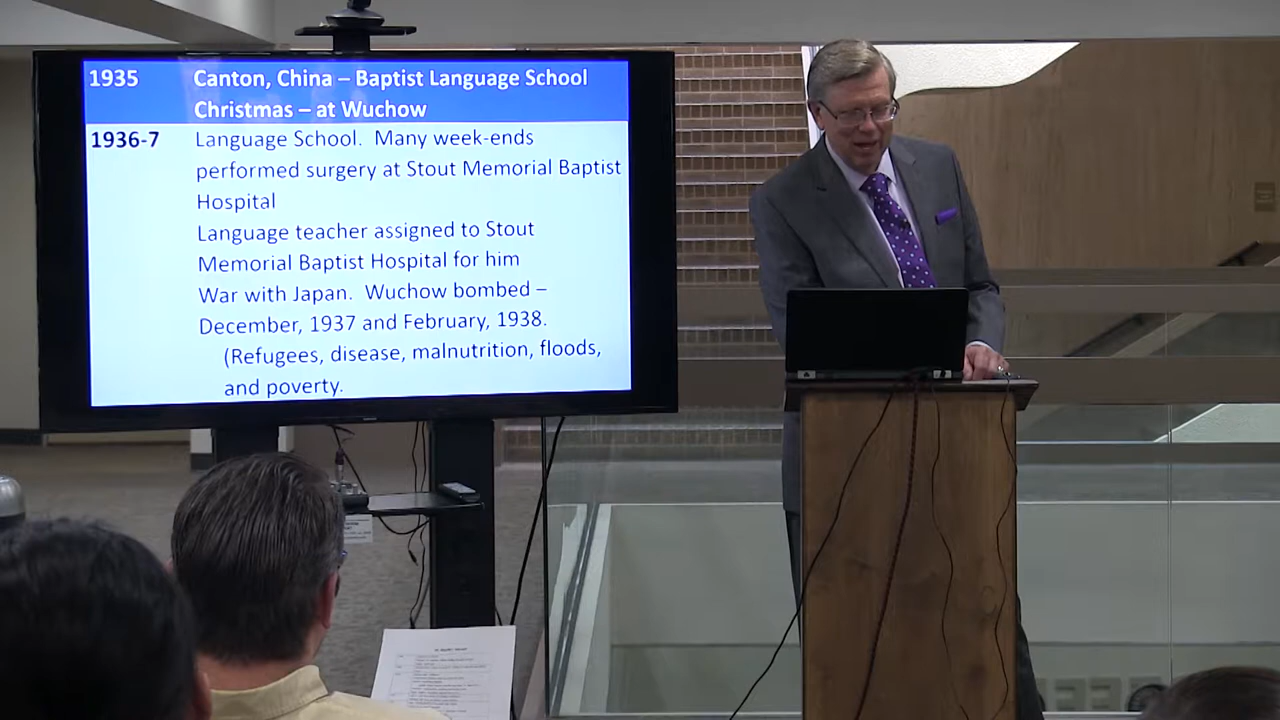 1935 Canton, China – Baptist Language School
Christmas – at Wuchow
1936-7 Language School. Many week-ends
performed surgery at Stout Memorial Baptist
Hospital
Language teacher assigned to Stout
Memorial Baptist Hospital for him
War with Japan. Wuchow bombed –
December, 1937 and February, 1938.
(Refugees, disease, malnutrition, floods,
and poverty.